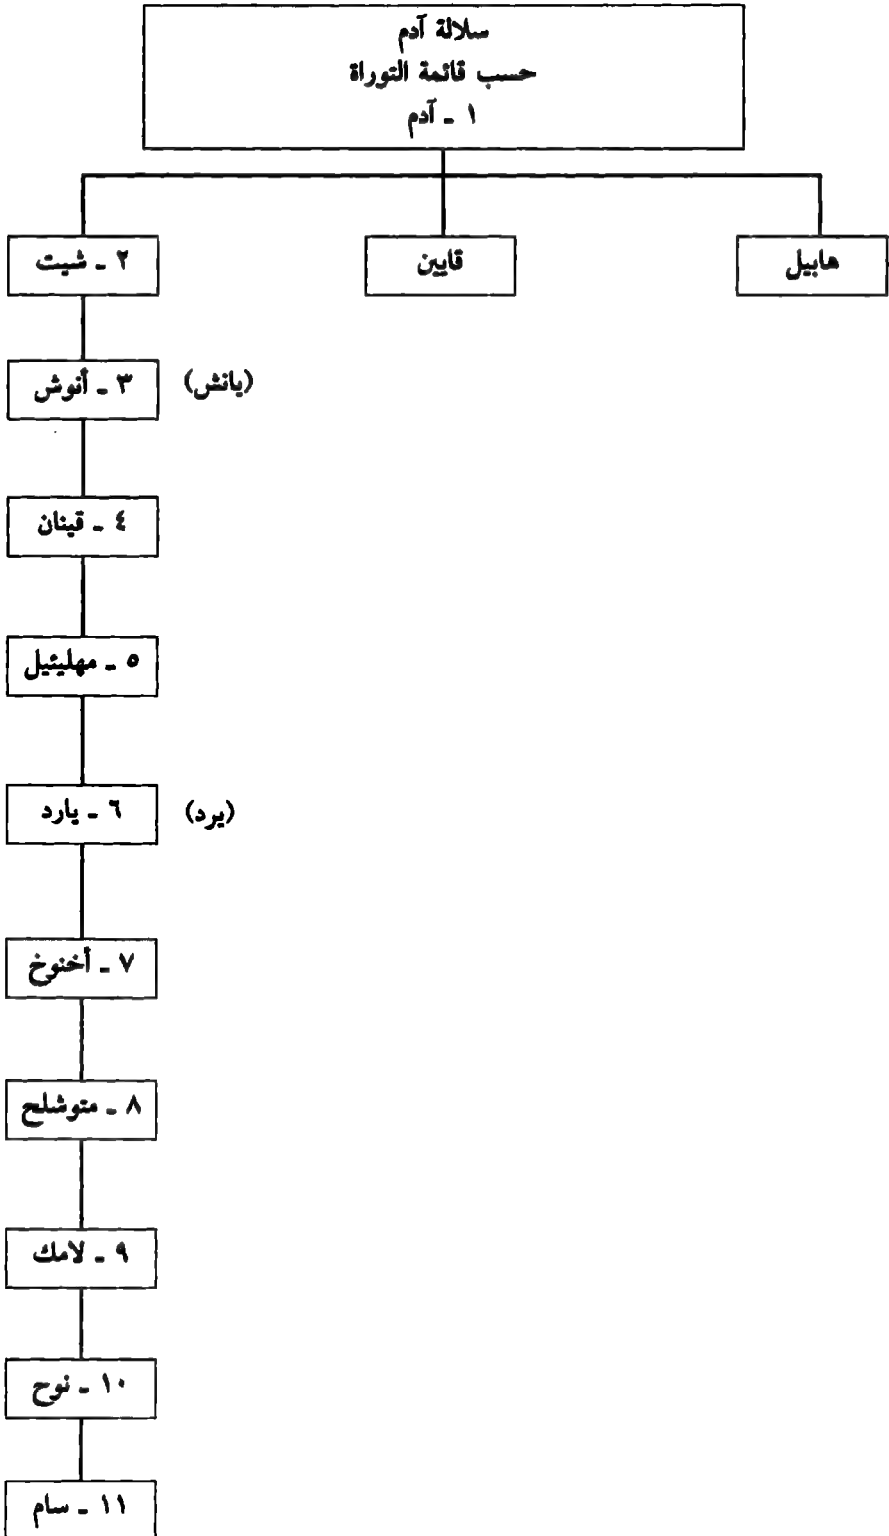 سلالة آدم
حسب قائمة التوراة
١ ـ آدم
هابيل
قايين
٢ ـ شيت
٣ ـ أنوش
(يانش)
٤ ـ قينان
٥ ـ مهليئيل
٦ ـ يارد
(يرد)
٧ ـ أخنوخ
٨ ـ متوشلح
٩ ـ لامك
١٠ ـ نوح
١١ ـ سام